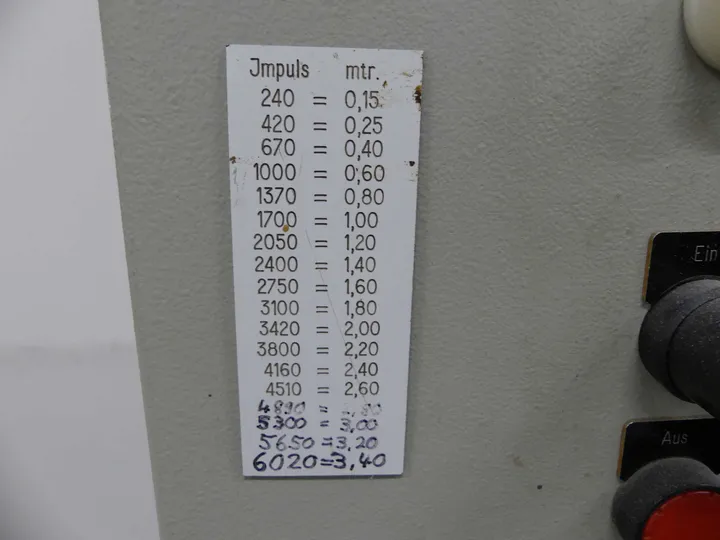 Jmpuls mtr.
240 = 0,15
420 = 0,25
670 = 0,40
1000 = 0,60
1370 = 0,80
1700 = 1,00
2050 = 1,20
2400 = 1,40
2750 = 1,60
3100 = 1,80
3420 = 2,00
3800 = 2,20
4160 = 2,40
4510 = 2,60
=
5300 = 3,00
5650 = 3,20
6020 = 3,40
Ein
Aus